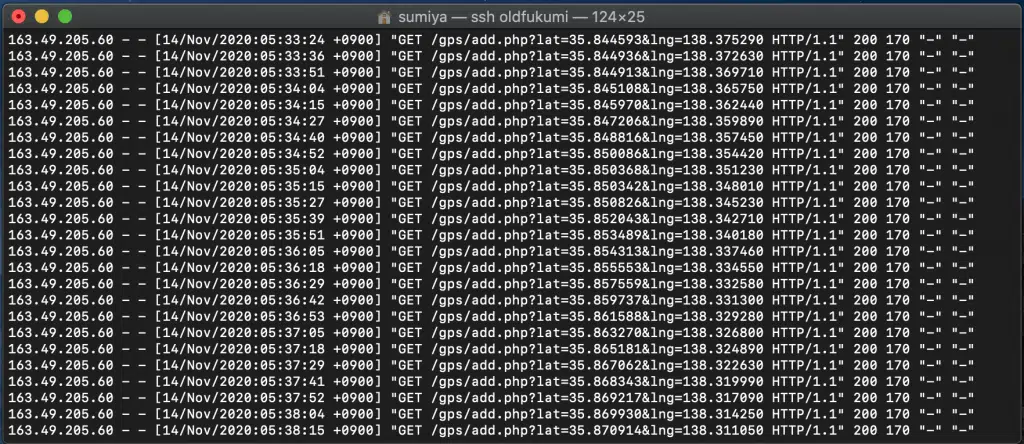 sumiya — ssh oldfukumi — 124×25
163.49.205.60 - - [14/Nov/2020:05:33:24 +0900] "GET /gps/add.php?lat=35.844593&lng=138.375290 HTTP/1.1" 200 170 "-" "-"
163.49.205.60 - - [14/Nov/2020:05:33:36 +0900] "GET /gps/add.php?lat=35.844936&lng=138.372630 HTTP/1.1" 200 170 "-" "-"
163.49.205.60 - - [14/Nov/2020:05:33:51 +0900] "GET /gps/add.php?lat=35.844913&lng=138.369710 HTTP/1.1" 200 170 "-" "-"
163.49.205.60 - - [14/Nov/2020:05:34:04 +0900] "GET /gps/add.php?lat=35.845108&lng=138.365750 HTTP/1.1" 200 170 "-" "-"
163.49.205.60 - - [14/Nov/2020:05:34:15 +0900] "GET /gps/add.php?lat=35.845970&lng=138.362440 HTTP/1.1" 200 170 "-" "-"
163.49.205.60 - - [14/Nov/2020:05:34:27 +0900] "GET /gps/add.php?lat=35.847206&lng=138.359890 HTTP/1.1" 200 170 "-" "-"
163.49.205.60 - - [14/Nov/2020:05:34:40 +0900] "GET /gps/add.php?lat=35.848816&lng=138.357450 HTTP/1.1" 200 170 "-" "-"
163.49.205.60 - - [14/Nov/2020:05:34:52 +0900] "GET /gps/add.php?lat=35.850086&lng=138.354420 HTTP/1.1" 200 170 "-" "-"
163.49.205.60 - - [14/Nov/2020:05:35:04 +0900] "GET /gps/add.php?lat=35.850368&lng=138.351230 HTTP/1.1" 200 170 "-" "-"
163.49.205.60 - - [14/Nov/2020:05:35:15 +0900] "GET /gps/add.php?lat=35.850342&lng=138.348010 HTTP/1.1" 200 170 "-" "-"
163.49.205.60 - - [14/Nov/2020:05:35:27 +0900] "GET /gps/add.php?lat=35.850826&lng=138.345230 HTTP/1.1" 200 170 "-" "-"
163.49.205.60 - - [14/Nov/2020:05:35:39 +0900] "GET /gps/add.php?lat=35.852043&lng=138.342710 HTTP/1.1" 200 170 "-" "-"
163.49.205.60 - - [14/Nov/2020:05:35:51 +0900] "GET /gps/add.php?lat=35.853489&lng=138.340180 HTTP/1.1" 200 170 "-" "-"
163.49.205.60 - - [14/Nov/2020:05:36:05 +0900] "GET /gps/add.php?lat=35.854313&lng=138.337460 HTTP/1.1" 200 170 "-" "-"
163.49.205.60 - - [14/Nov/2020:05:36:18 +0900] "GET /gps/add.php?lat=35.855553&lng=138.334550 HTTP/1.1" 200 170 "-" "-"
163.49.205.60 - - [14/Nov/2020:05:36:29 +0900] "GET /gps/add.php?lat=35.857559&lng=138.332580 HTTP/1.1" 200 170 "-" "-"
163.49.205.60 - - [14/Nov/2020:05:36:42 +0900] "GET /gps/add.php?lat=35.859737&lng=138.331300 HTTP/1.1" 200 170 "-" "-"
163.49.205.60 - - [14/Nov/2020:05:36:53 +0900] "GET /gps/add.php?lat=35.861588&lng=138.329280 HTTP/1.1" 200 170 "-" "-"
163.49.205.60 - - [14/Nov/2020:05:37:05 +0900] "GET /gps/add.php?lat=35.863270&lng=138.326800 HTTP/1.1" 200 170 "-" "-"
163.49.205.60 - - [14/Nov/2020:05:37:18 +0900] "GET /gps/add.php?lat=35.865181&lng=138.324890 HTTP/1.1" 200 170 "-" "-"
163.49.205.60 - - [14/Nov/2020:05:37:29 +0900] "GET /gps/add.php?lat=35.867062&lng=138.322630 HTTP/1.1" 200 170 "-" "-"
163.49.205.60 - - [14/Nov/2020:05:37:41 +0900] "GET /gps/add.php?lat=35.868343&lng=138.319990 HTTP/1.1" 200 170 "-" "-"
163.49.205.60 - - [14/Nov/2020:05:37:52 +0900] "GET /gps/add.php?lat=35.869217&lng=138.317090 HTTP/1.1" 200 170 "-" "-"
163.49.205.60 - - [14/Nov/2020:05:38:04 +0900] "GET /gps/add.php?lat=35.869930&lng=138.314250 HTTP/1.1" 200 170 "-" "-"
163.49.205.60 - - [14/Nov/2020:05:38:15 +0900] "GET /gps/add.php?lat=35.870914&lng=138.311050 HTTP/1.1" 200 170 "-" "-"